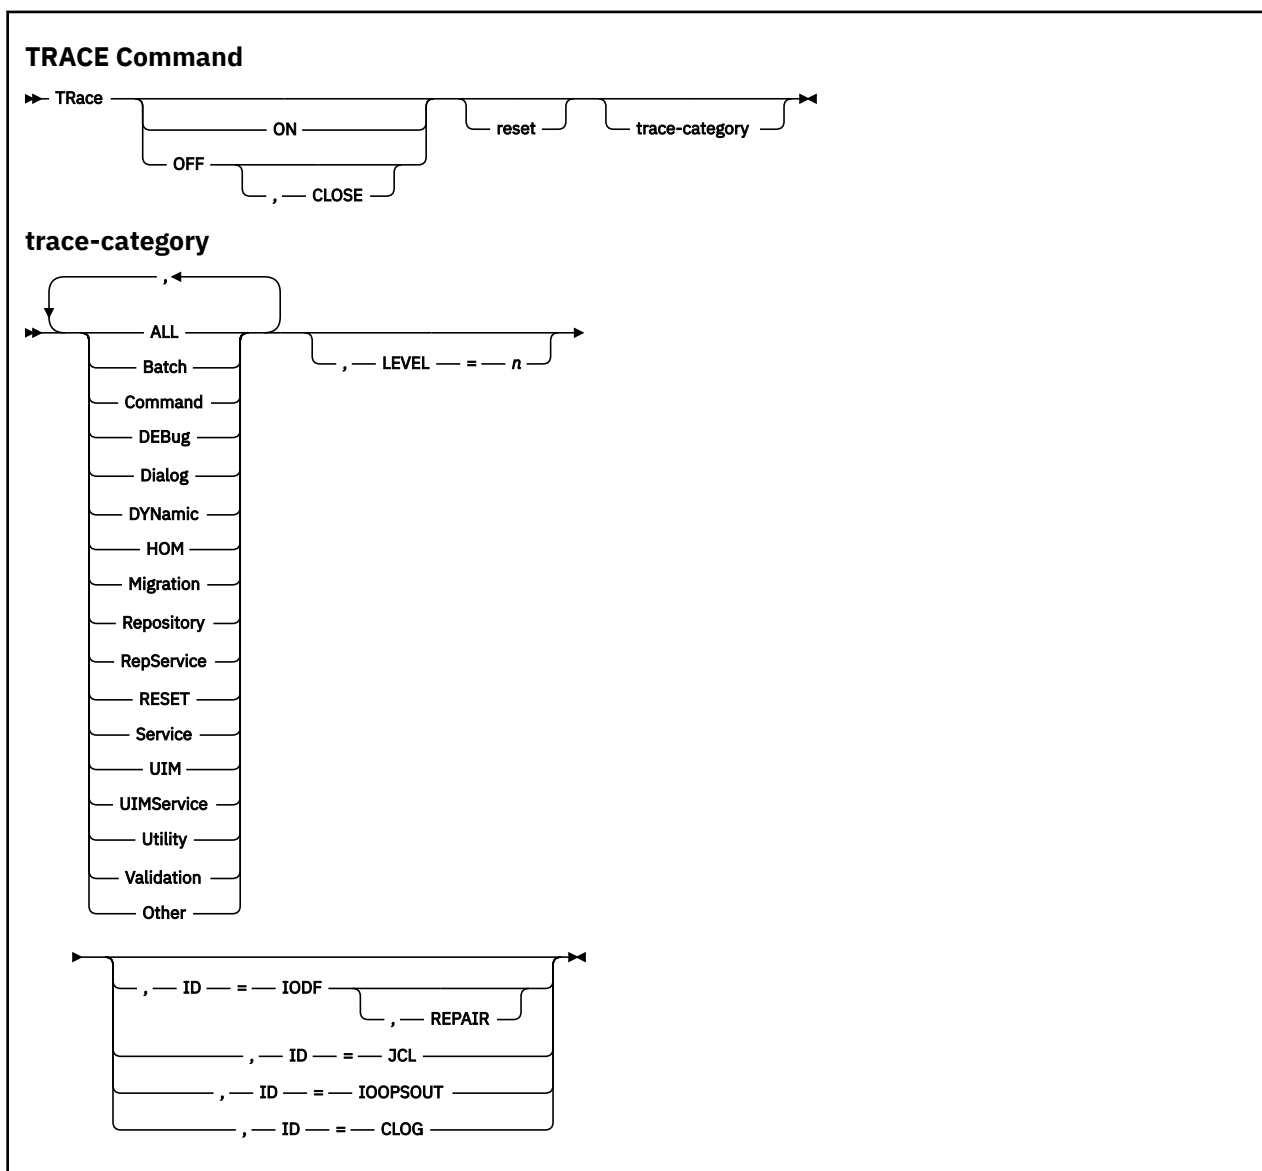 TRACE Command
TRace
ON
reset
trace-category
OFF
, CLOSE
trace-category
,
ALL
, LEVEL = n
Batch
Command
DEBug
Dialog
DYNamic
HOM
Migration
Repository
RepService
RESET
Service
UIM
UIMService
Utility
Validation
Other
, ID = IODF
, REPAIR
, ID = JCL
, ID = IOOPSOUT
, ID = CLOG